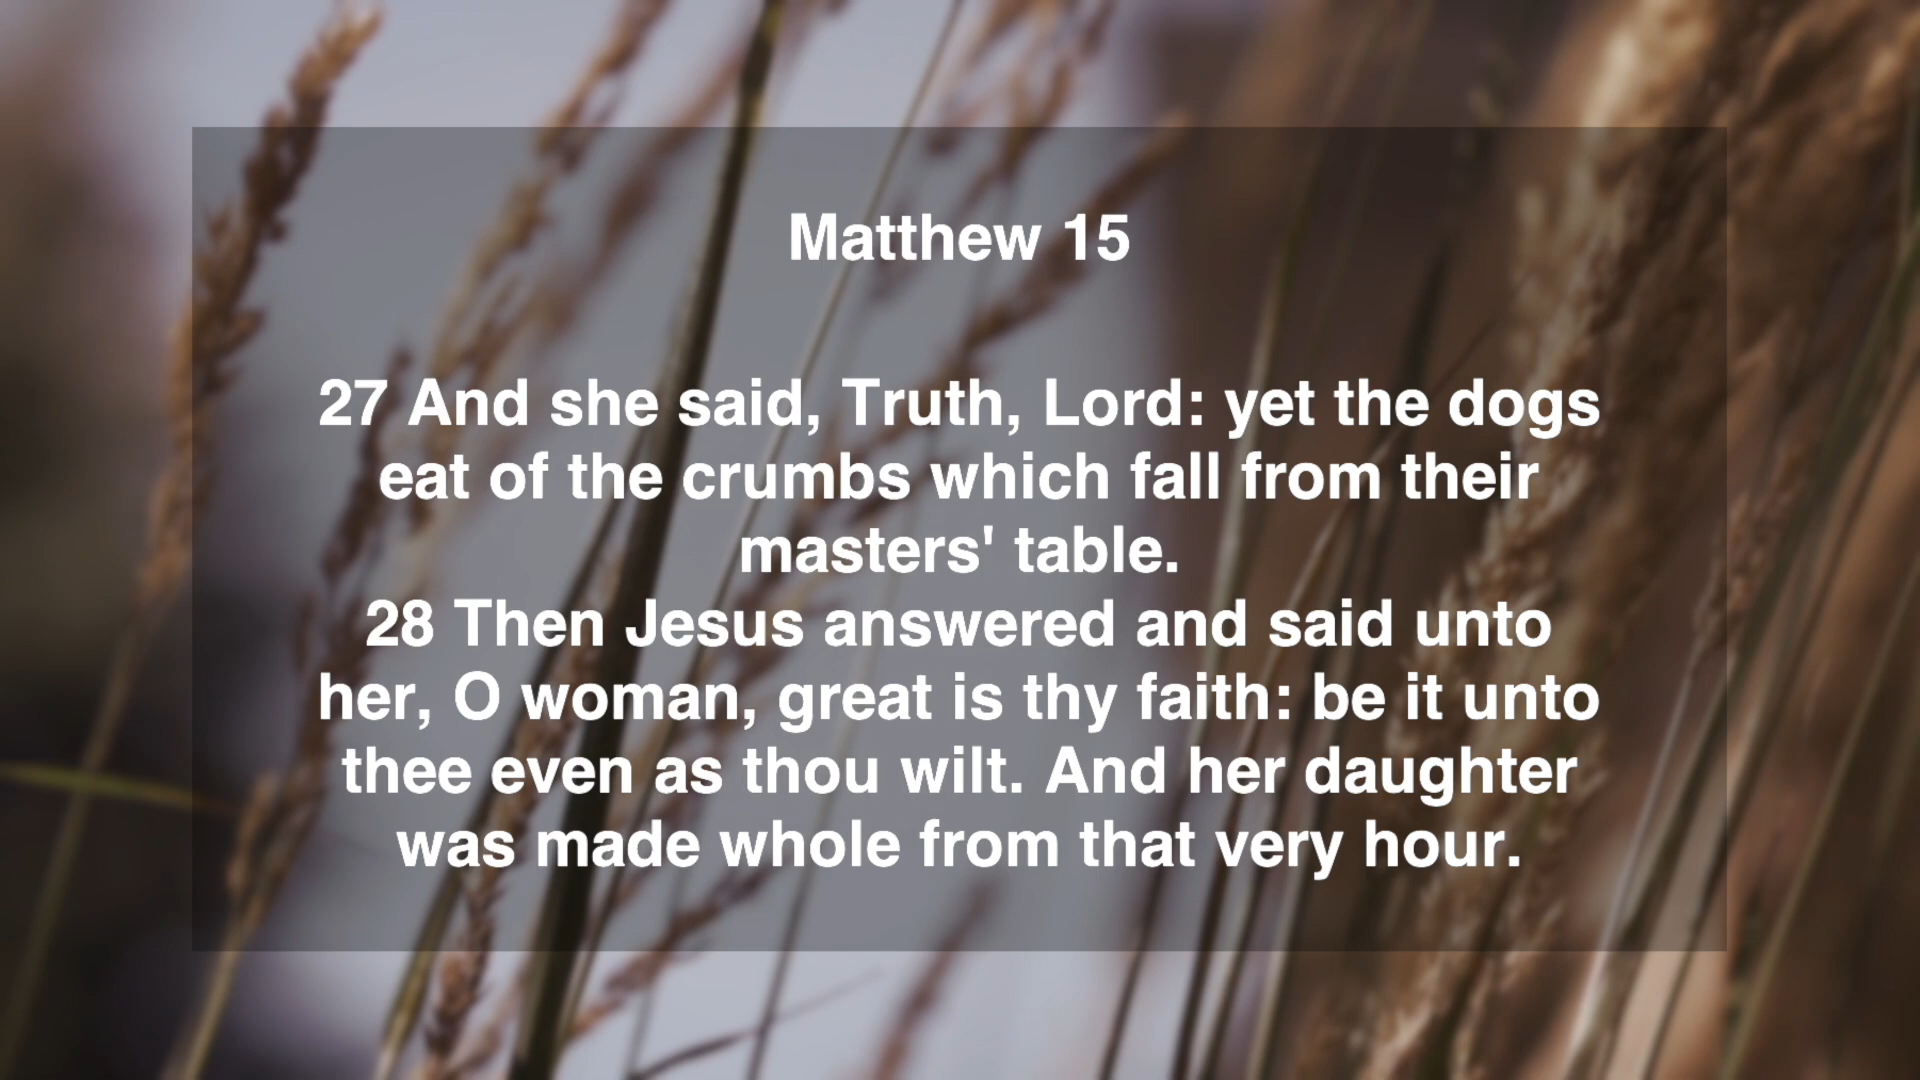 Matthew 15
27 And she said, Truth, Lord: yet the dogs
eat of the crumbs which fall from their
masters' table.
28 Then Jesus answered and said unto
her, O woman, great is thy faith: be it unto
thee even as thou wilt. And her daughter
was made whole from that very hour.